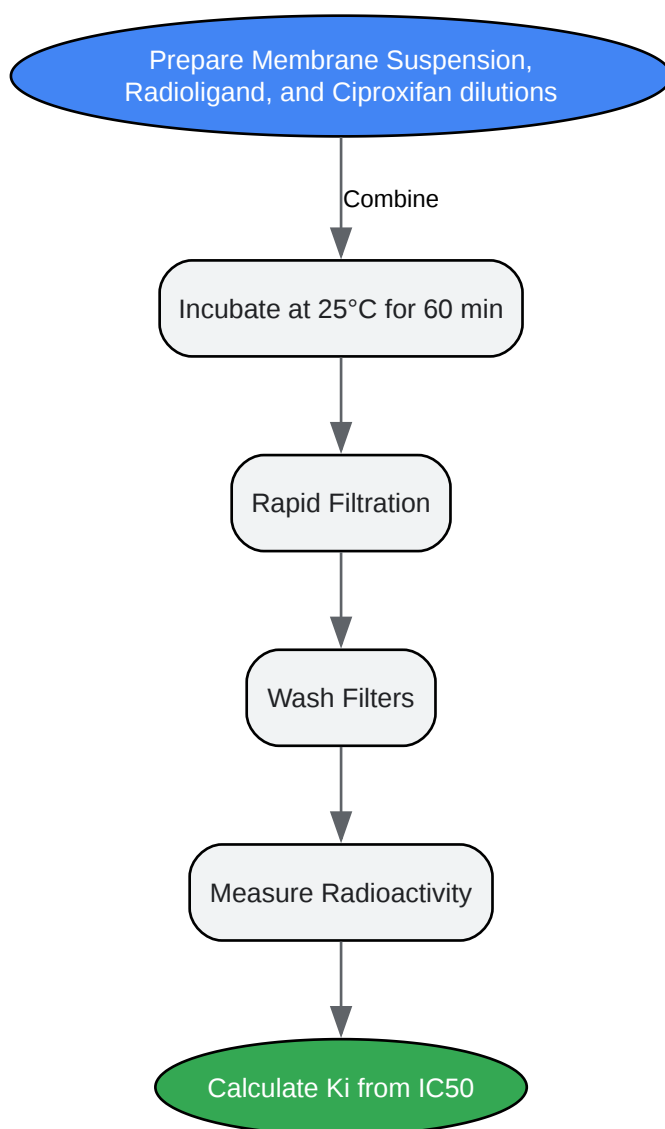 Prepare Membrane Suspension,
Radioligand, and Ciproxifan dilutions
Combine
Incubate at 25°C for 60 min
Rapid Filtration
Wash Filters
Measure Radioactivity
Calculate Ki from IC50